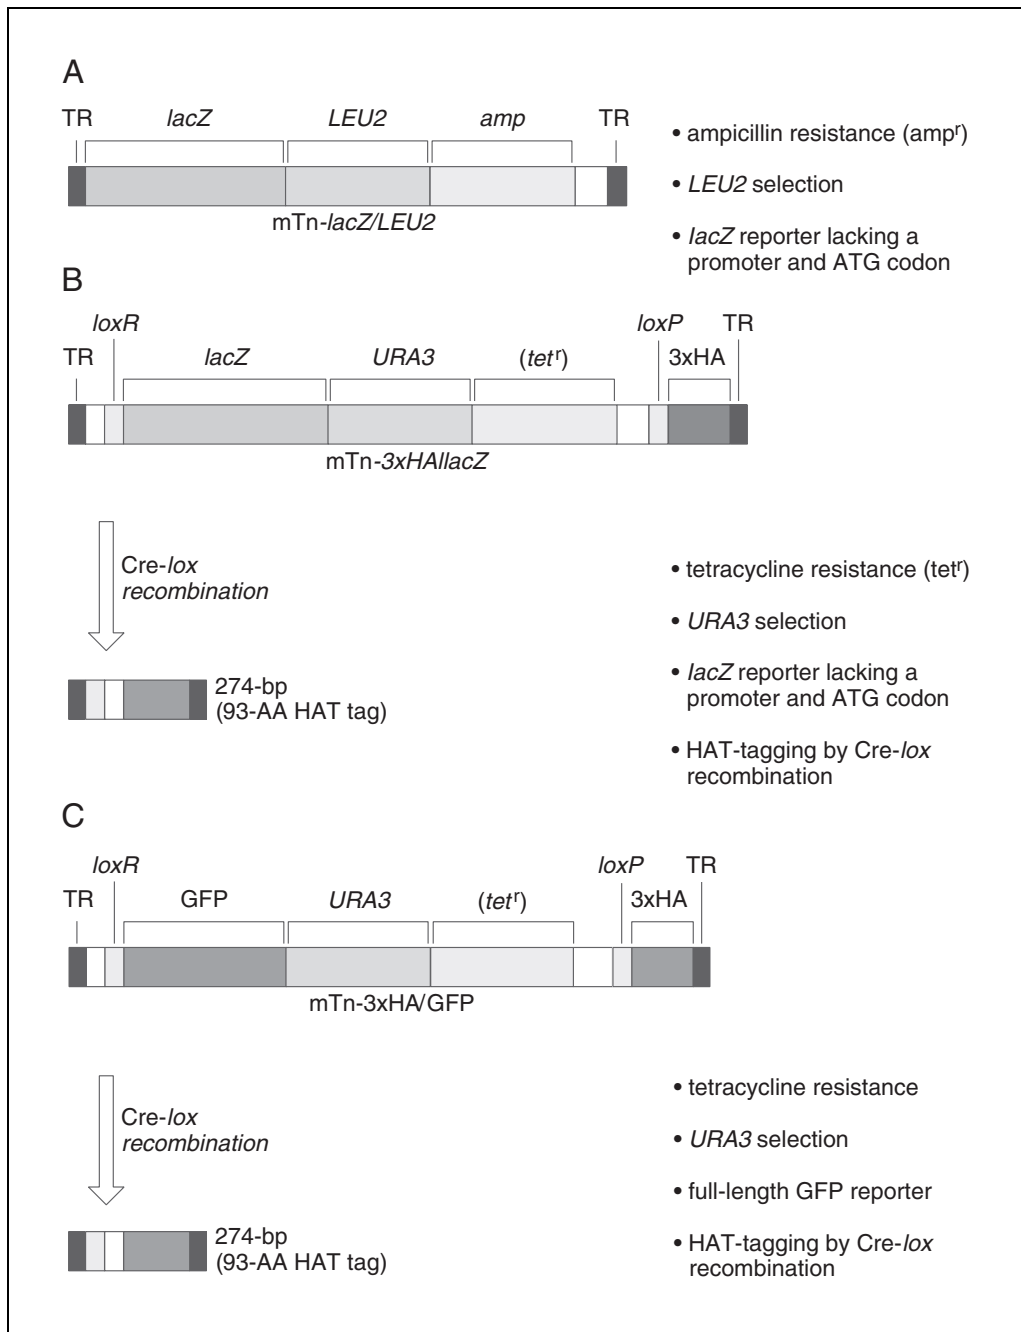 A
TR lacZ LEU2 amp TR
mTn-lacZ/LEU2
• ampicillin resistance (ampr)
• LEU2 selection
• lacZ reporter lacking a
promoter and ATG codon
B
loxR loxP TR
TR lacZ URA3 (tetr) 3xHA
mTn-3xHAllacZ
Cre-lox
recombination
274-bp
(93-AA HAT tag)
• tetracycline resistance (tetr)
• URA3 selection
• lacZ reporter lacking a
promoter and ATG codon
• HAT-tagging by Cre-lox
recombination
C
loxR loxP TR
TR GFP URA3 (tetr) 3xHA
mTn-3xHA/GFP
Cre-lox
recombination
274-bp
(93-AA HAT tag)
• tetracycline resistance
• URA3 selection
• full-length GFP reporter
• HAT-tagging by Cre-lox
recombination